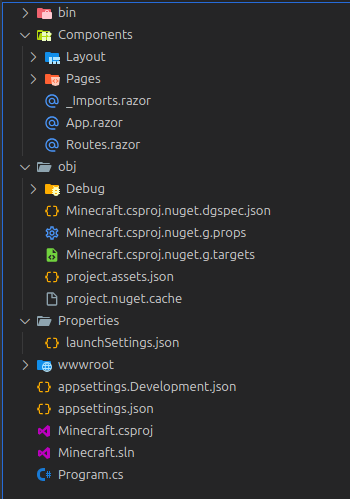 bin
Components
Layout
Pages
_Imports.razor
App.razor
Routes.razor
obj
Debug
Minecraft.csproj.nuget.dgspec.json
Minecraft.csproj.nuget.g.props
Minecraft.csproj.nuget.g.targets
project.assets.json
project.nuget.cache
Properties
launchSettings.json
wwwroot
appsettings.Development.json
appsettings.json
Minecraft.csproj
Minecraft.sln
Program.cs